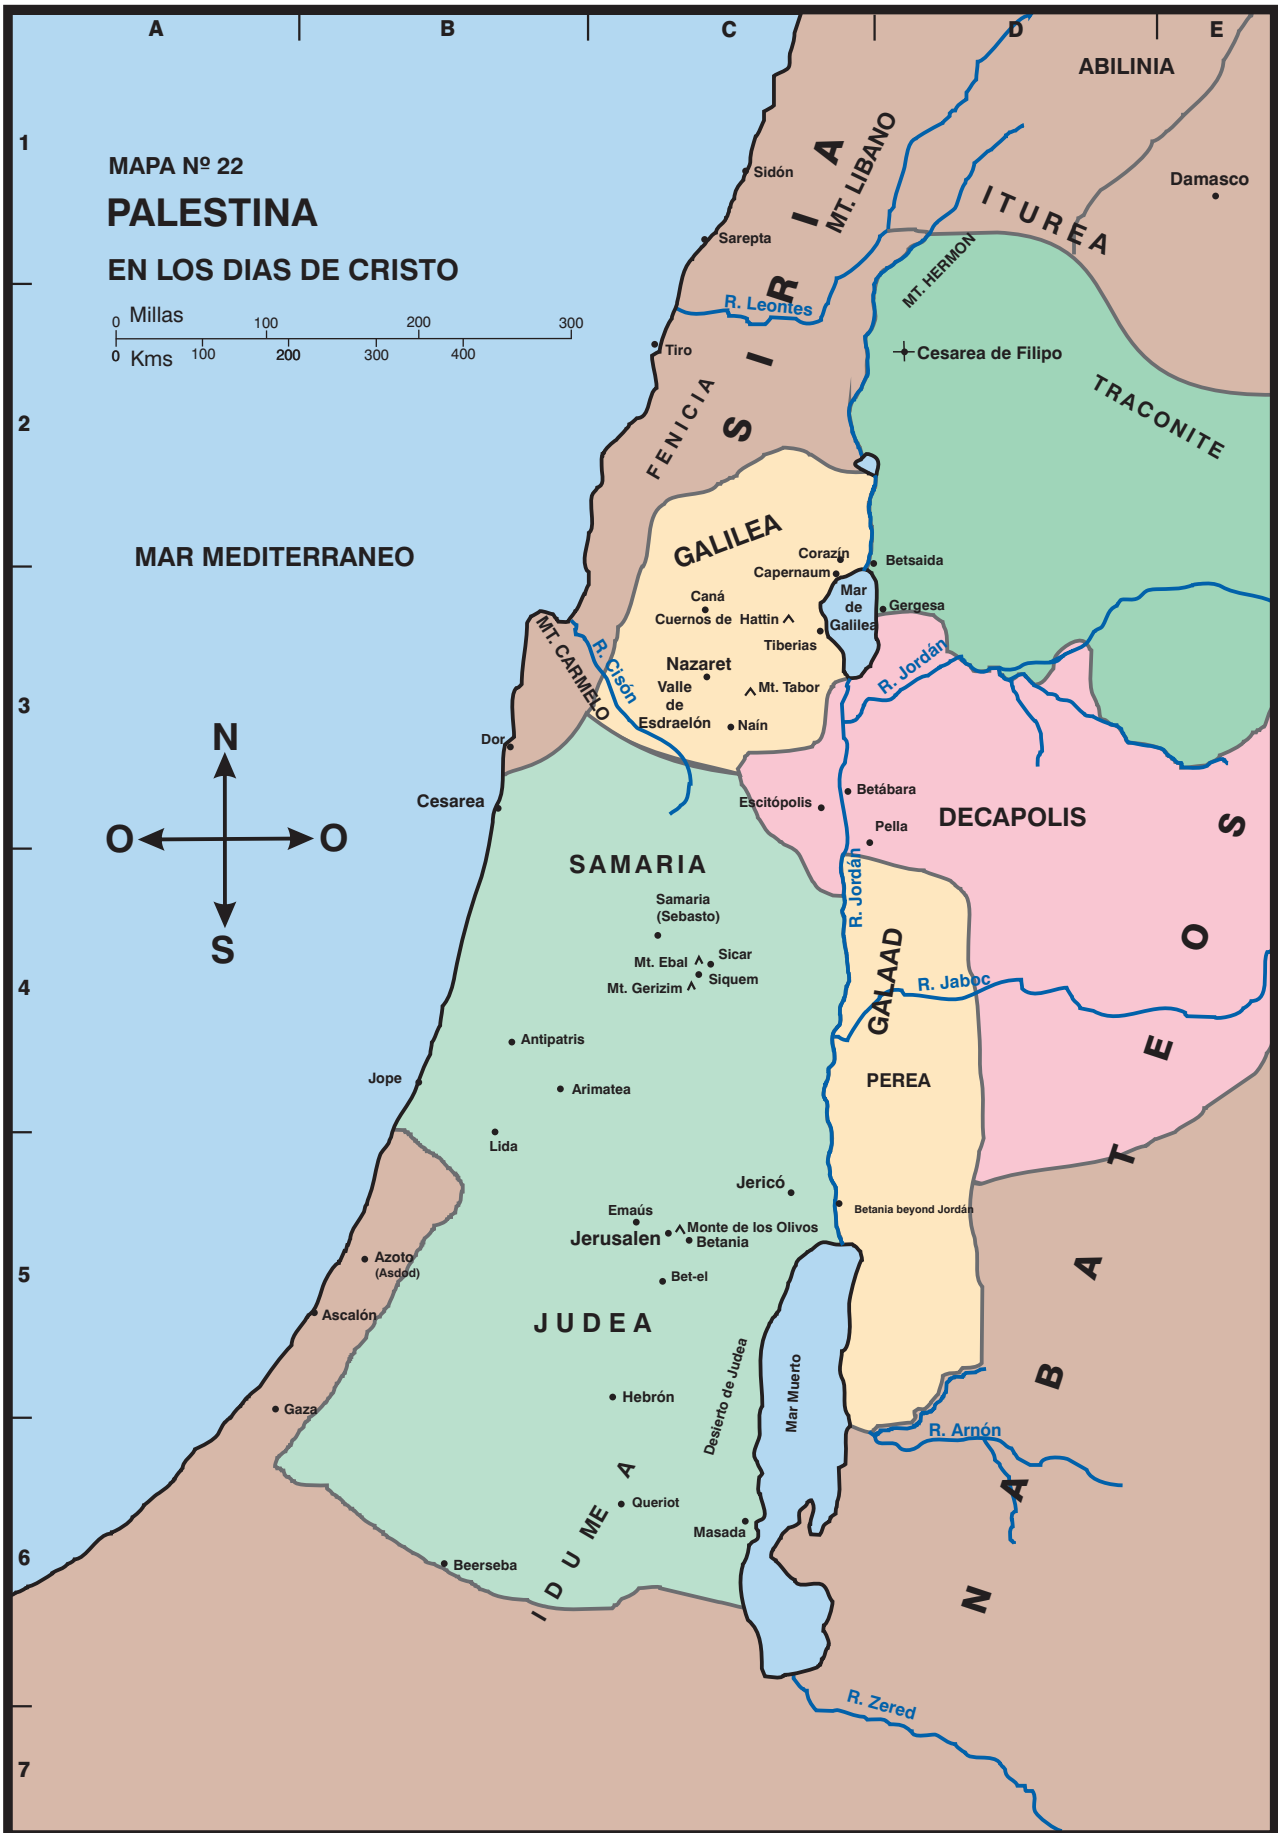 A
B
C
D
E
1
2
3
4
5
6
7
MAPA Nº 22
PALESTINA
EN LOS DIAS DE CRISTO
0 Millas 100 200 300
0 Kms 100 200 300 400
MAR MEDITERRANEO
N
O O
S
ABILINIA
Damasco
ITUREA
SIRIA
MT. LIBANO
Sidón
Sarepta
MT. HERMON
R. Leontes
Tiro
Cesarea de Filipo
TRACONITE
FENICIA
GALILEA
Corazín
Capernaum
Betsaida
Mar
de
Galilea
Gergesa
Caná
Cuernos de Hattin
Tiberias
MT. CARMELO
R. Cisón
Nazaret
Valle
de
Esdraelón
Mt. Tabor
Naín
R. Jordán
Dor
Cesarea
Escitópolis
Betábara
Pella
DECAPOLIS
SAMARIA
Samaria
(Sebasto)
Mt. Ebal
Sicar
Siquem
Mt. Gerizim
R. Jordán
GALAAD
R. Jaboc
PEREA
Antipatris
Jope
Arimatea
Lida
Jericó
Betania beyond Jordán
Emaús
Monte de los Olivos
Jerusalen
Betania
Bet-el
Azoto
(Asdod)
Ascalón
JUDEA
Desierto de Judea
Mar Muerto
Hebrón
Gaza
R. Arnón
IDUMEA
Queriot
Masada
Beerseba
NABATEOS
R. Zered